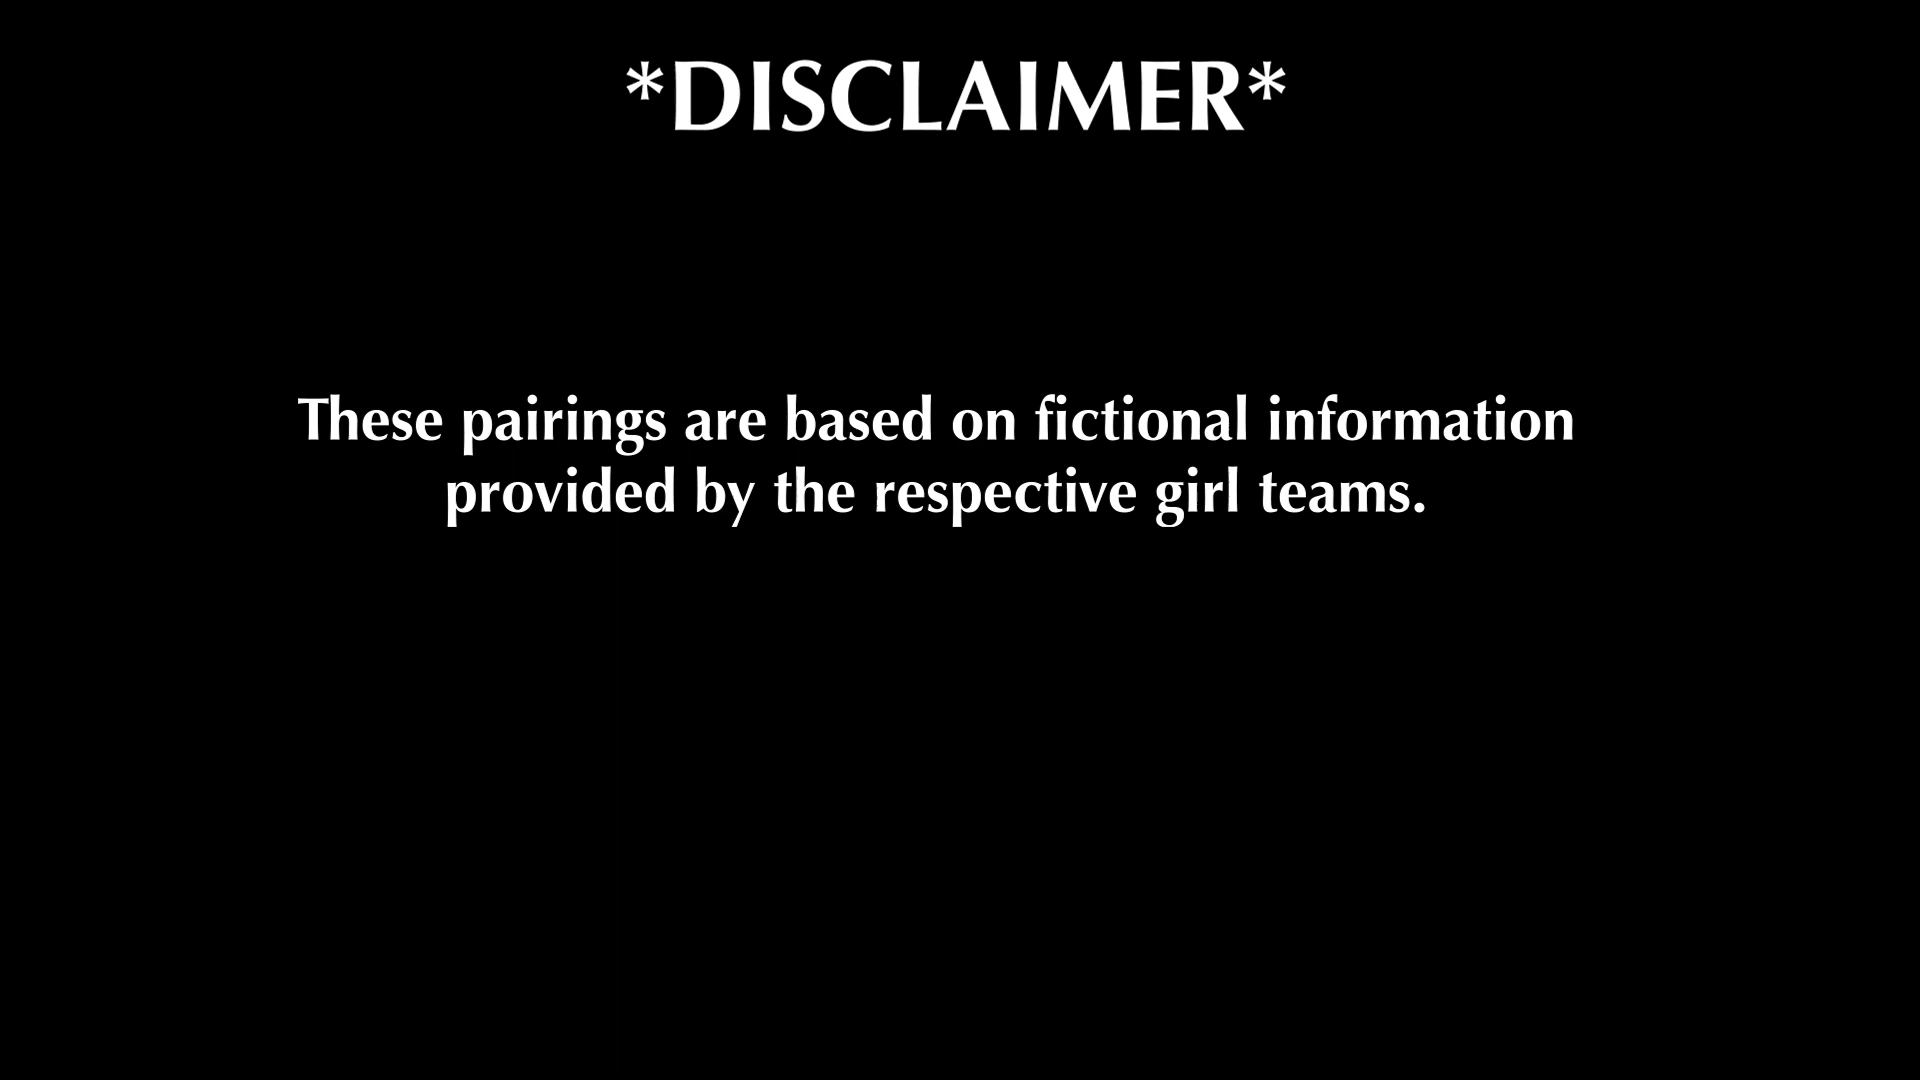 *DISCLAIMER*
These pairings are based on fictional information
provided by the respective girl teams.